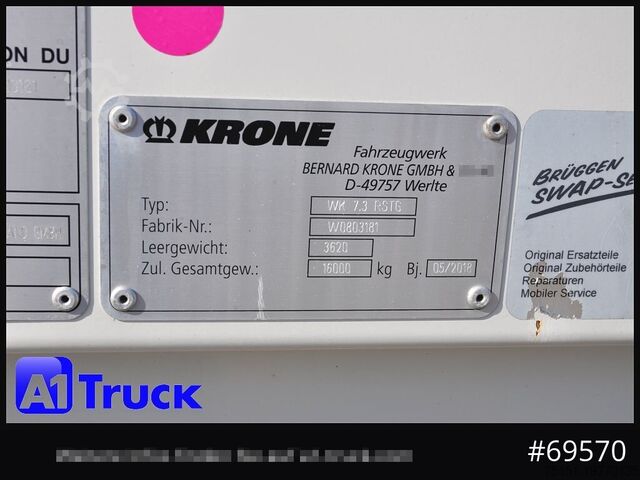 ON DU
KRONE
Fahrzeugwerk
BERNARD KRONE GMBH &
D-49757 Werlte
Typ: WK 7.3 RSTG
Fabrik-Nr.: W0803181
Leergewicht: 3620
Zul. Gesamtgew.: 16000 kg Bj. 05/2018
BRÜGGEN
SWAP-SE
Original Ersatzteile
Original Zubehörteile
Reparaturen
Mobiler Service
A1 Truck
#69570